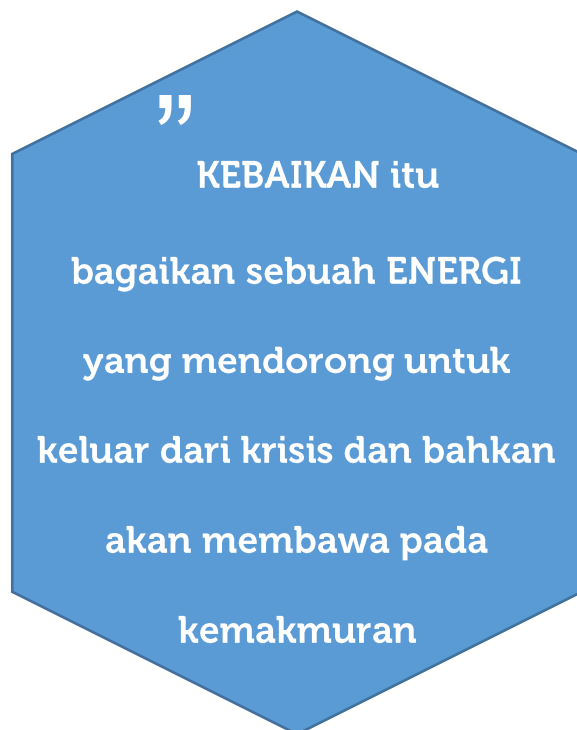 ”
KEBAIKAN itu
bagaikan sebuah ENERGI
yang mendorong untuk
keluar dari krisis dan bahkan
akan membawa pada
kemakmuran